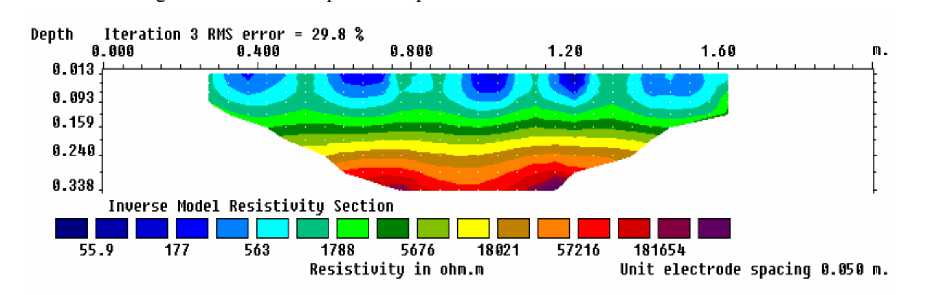 Depth Iteration 3 RMS error = 29.8 %
0.000 0.400 0.800 1.20 1.60 m.
0.013
0.093
0.159
0.240
0.338
Inverse Model Resistivity Section
55.9 177 563 1788 5676 18021 57216 181654
Resistivity in ohm.m Unit electrode spacing 0.050 m.